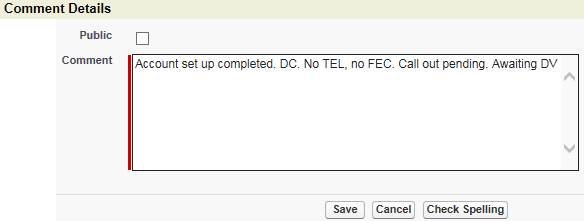 Comment Details
Public
Comment
Account set up completed. DC. No TEL, no FEC. Call out pending. Awaiting DV
Save Cancel Check Spelling